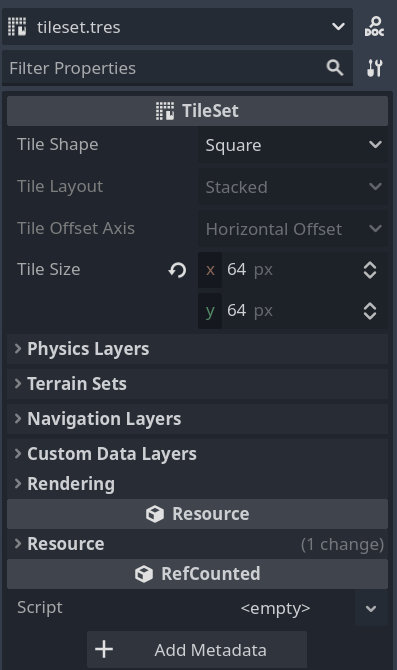 tileset.tres
DOC
Filter Properties
TileSet
Tile Shape Square
Tile Layout Stacked
Tile Offset Axis Horizontal Offset
Tile Size x 64 px
y 64 px
Physics Layers
Terrain Sets
Navigation Layers
Custom Data Layers
Rendering
Resource
Resource (1 change)
RefCounted
Script <empty>
Add Metadata